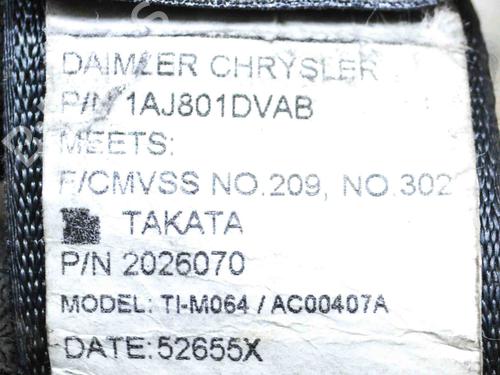 DAIMLER CHRYSLER
P/N 1AJ801DVAB
MEETS:
F/CMVSS NO.209, NO.302
TAKATA
P/N 2026070
MODEL: TI-M064 / AC00407A
DATE:52655X